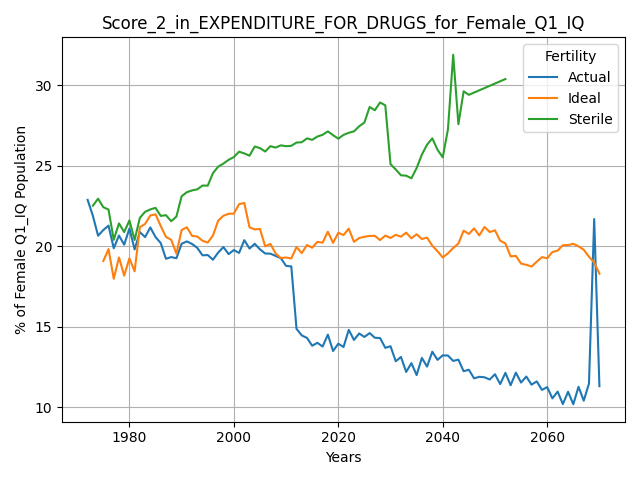 Score_2_in_EXPENDITURE_FOR_DRUGS_for_Female_Q1_IQ
Fertility
Actual
Ideal
Sterile
% of Female Q1_IQ Population
30
25
20
15
10
1980
2000
2020
2040
2060
Years